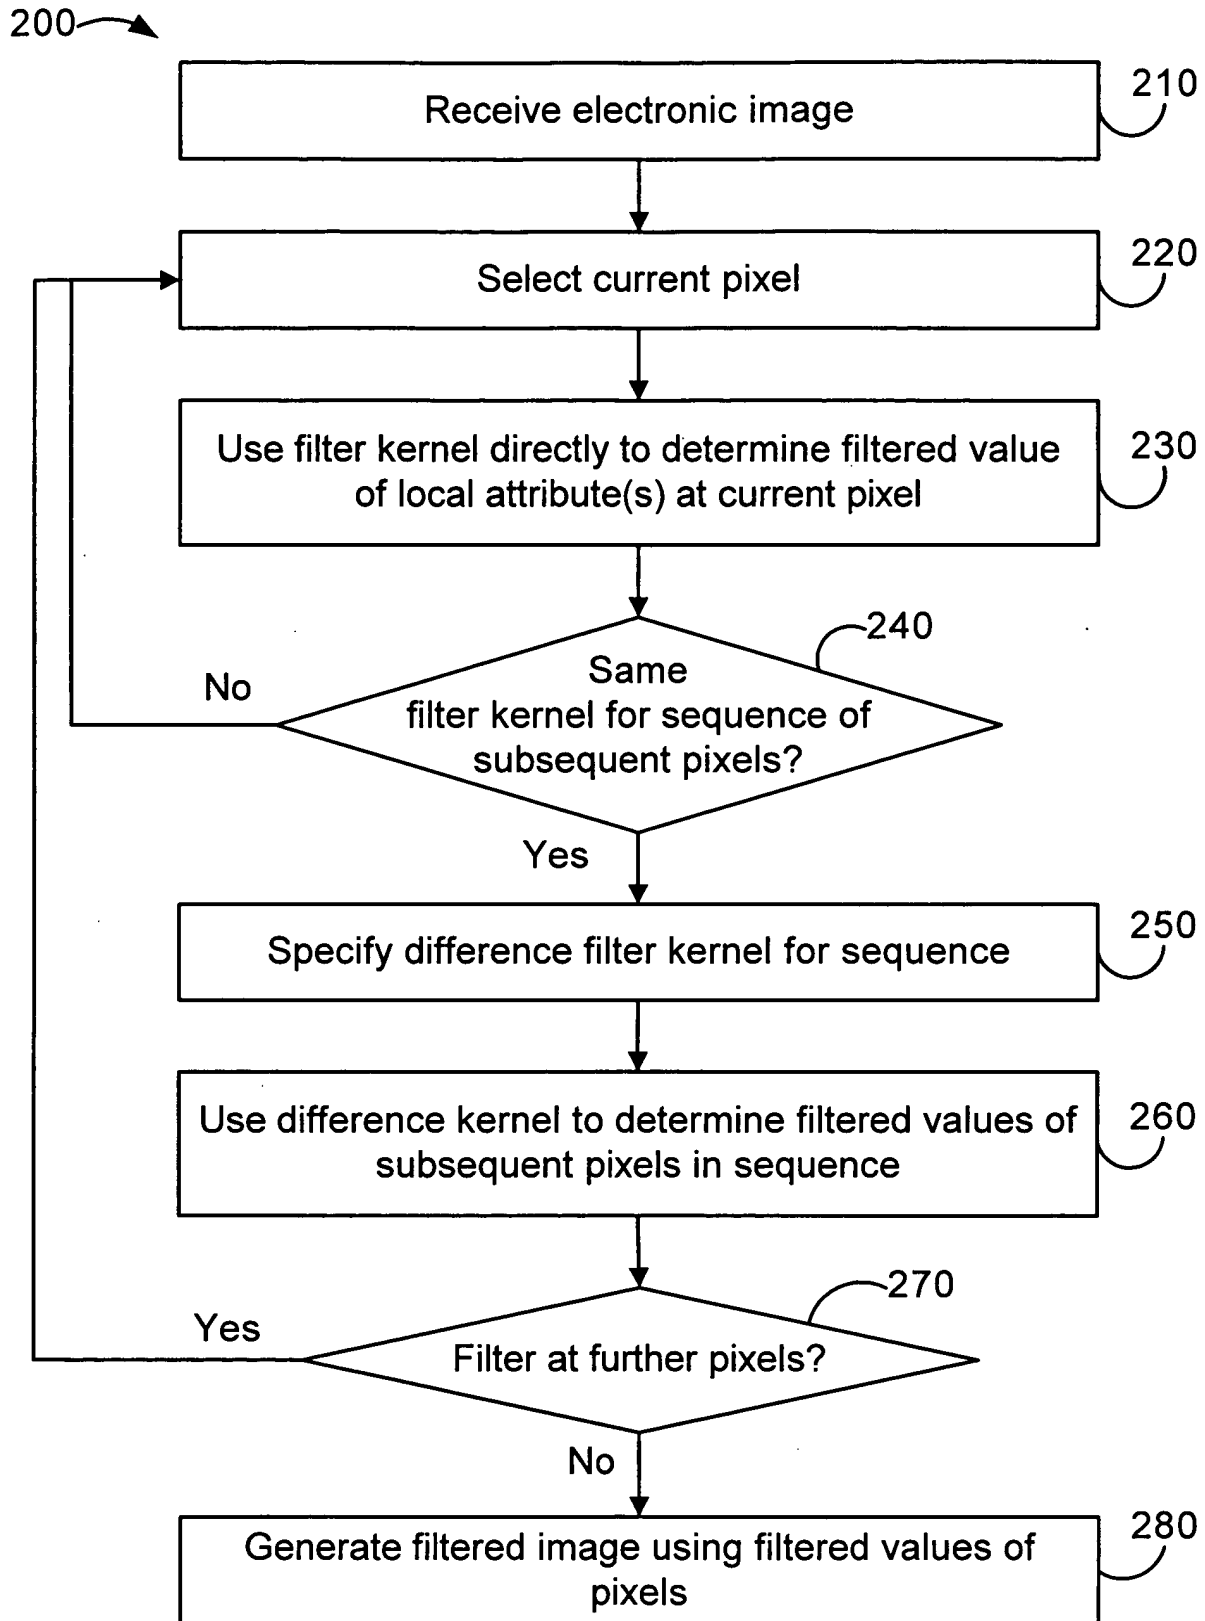 200
Receive electronic image
210
Select current pixel
220
Use filter kernel directly to determine filtered value
of local attribute(s) at current pixel
230
240
Same
filter kernel for sequence of
subsequent pixels?
No
Yes
Specify difference filter kernel for sequence
250
Use difference kernel to determine filtered values of
subsequent pixels in sequence
260
270
Filter at further pixels?
Yes
No
Generate filtered image using filtered values of
pixels
280